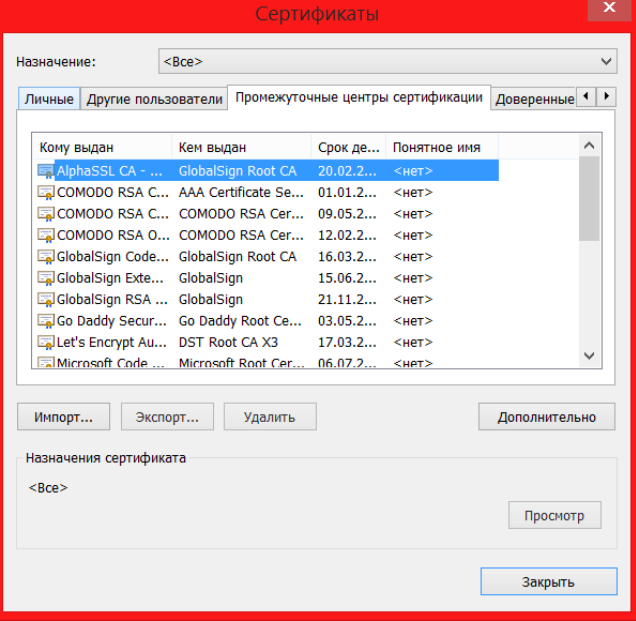 Сертификаты
Назначение: <Все>
Личные Другие пользователи Промежуточные центры сертификации Доверенные
Кому выдан Кем выдан Срок де... Понятное имя
AlphaSSL CA - ... GlobalSign Root CA 20.02.2... <нет>
COMODO RSA C... AAA Certificate Se... 01.01.2... <нет>
COMODO RSA C... COMODO RSA Cer... 09.05.2... <нет>
COMODO RSA O... COMODO RSA Cer... 12.02.2... <нет>
GlobalSign Code... GlobalSign Root CA 16.03.2... <нет>
GlobalSign Exte... GlobalSign 15.06.2... <нет>
GlobalSign RSA ... GlobalSign 21.11.2... <нет>
Go Daddy Secur... Go Daddy Root Ce... 03.05.2... <нет>
Let's Encrypt Au... DST Root CA X3 17.03.2... <нет>
Microsoft Code ... Microsoft Root Cer... 06.07.2... <нет>
Импорт... Экспорт... Удалить Дополнительно
Назначения сертификата
<Все>
Просмотр
Закрыть